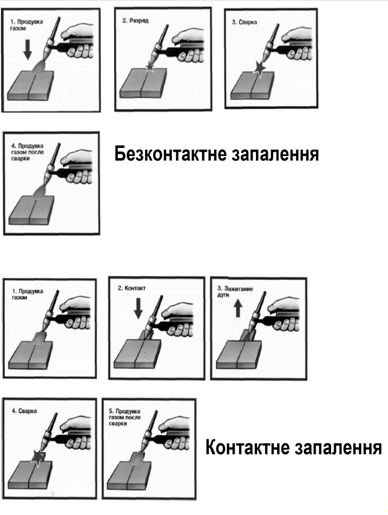 1. Продувка
газом
2. Разряд
3. Сварка
4. Продувка
газом после
сварки
Безконтактне запалення
1. Продувка
газом
2. Контакт
3. Зажигание
дуги
4. Сварка
5. Продувка
газом после
сварки
Контактне запалення